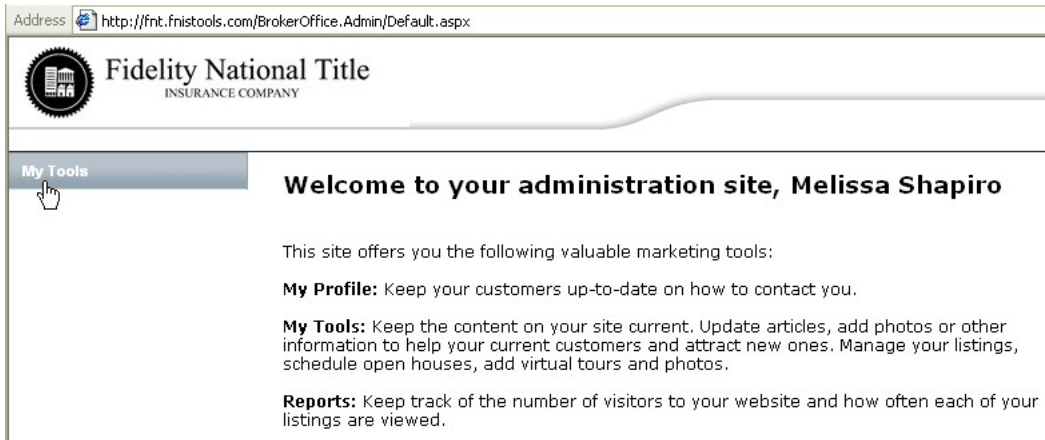 Address http://fnt.fnistools.com/BrokerOffice.Admin/Default.aspx
Fidelity National Title
INSURANCE COMPANY
My Tools
Welcome to your administration site, Melissa Shapiro
This site offers you the following valuable marketing tools:
My Profile: Keep your customers up-to-date on how to contact you.
My Tools: Keep the content on your site current. Update articles, add photos or other
information to help your current customers and attract new ones. Manage your listings,
schedule open houses, add virtual tours and photos.
Reports: Keep track of the number of visitors to your website and how often each of your
listings are viewed.